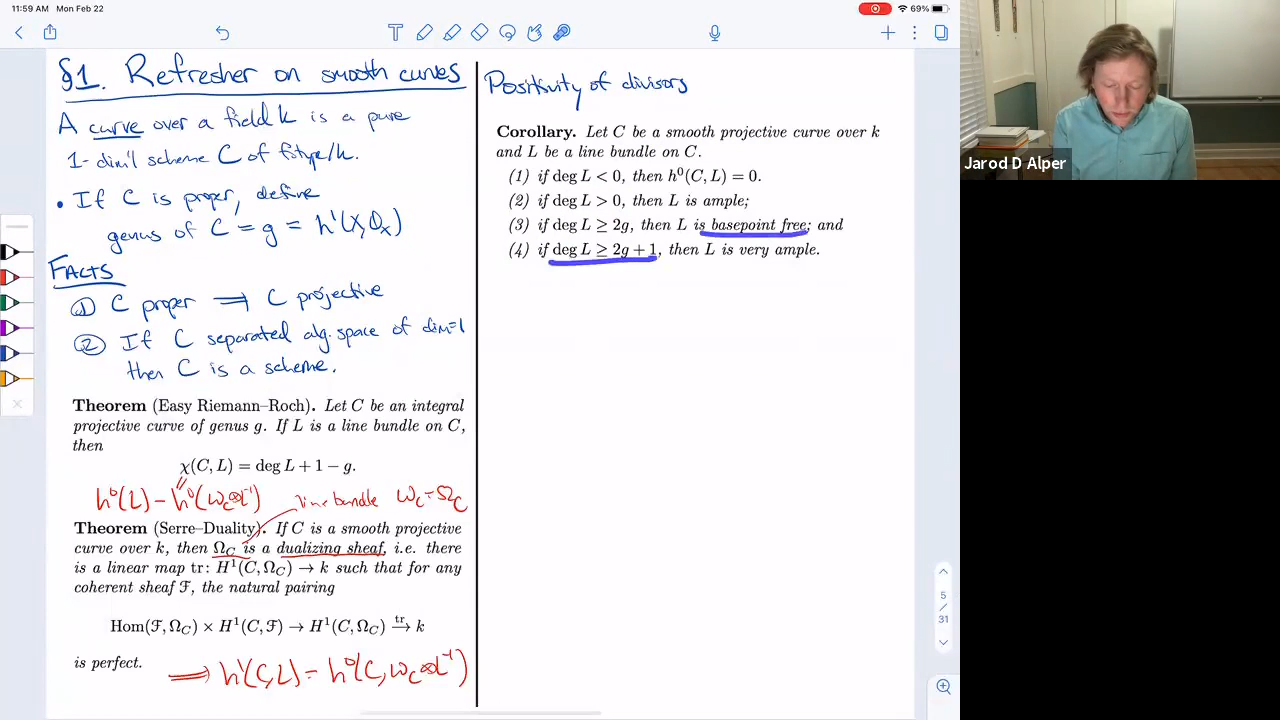 11:59 AM Mon Feb 22
69%
§1. Refresher on smooth curves
A curve over a field k is a pure
1-dim'l scheme C of f.type/k.
• If C is proper, define
genus of C = g = h¹(X, O_X)
FACTS
① C proper ⟹ C projective
② If C separated alg. space of dim=1
then C is a scheme.
Theorem (Easy Riemann–Roch). Let C be an integral
projective curve of genus g. If L is a line bundle on C,
then
χ(C, L) = deg L + 1 − g.
h⁰(L) − h⁰(ω_C⊗L⁻¹) line bundle ω_C = Ω_C
Theorem (Serre–Duality). If C is a smooth projective
curve over k, then Ω_C is a dualizing sheaf, i.e. there
is a linear map tr: H¹(C, Ω_C) → k such that for any
coherent sheaf ℱ, the natural pairing
Hom(ℱ, Ω_C) × H¹(C, ℱ) → H¹(C, Ω_C) →^tr k
is perfect.
⟹ h¹(C, L) = h⁰(C, ω_C⊗L⁻¹)
Positivity of divisors
Corollary. Let C be a smooth projective curve over k
and L be a line bundle on C.
(1) if deg L < 0, then h⁰(C, L) = 0.
(2) if deg L > 0, then L is ample;
(3) if deg L ≥ 2g, then L is basepoint free; and
(4) if deg L ≥ 2g + 1, then L is very ample.
5
/
31
Jarod D Alper